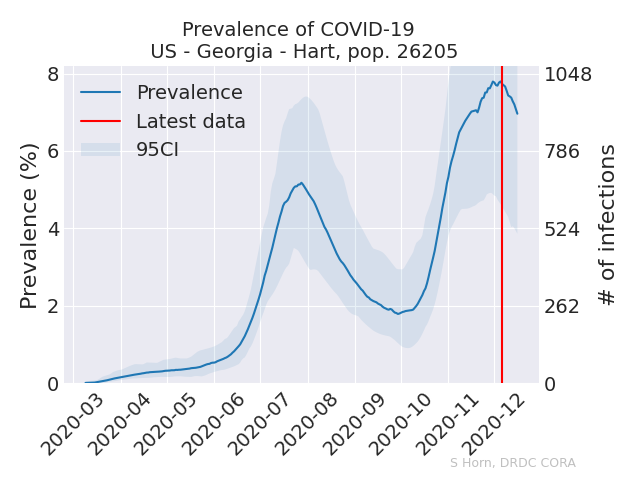 Prevalence of COVID-19
US - Georgia - Hart, pop. 26205
Prevalence (%)
8
6
4
2
0
Prevalence
Latest data
95CI
1048
786
524
262
0
# of infections
2020-03
2020-04
2020-05
2020-06
2020-07
2020-08
2020-09
2020-10
2020-11
2020-12
S Horn, DRDC CORA